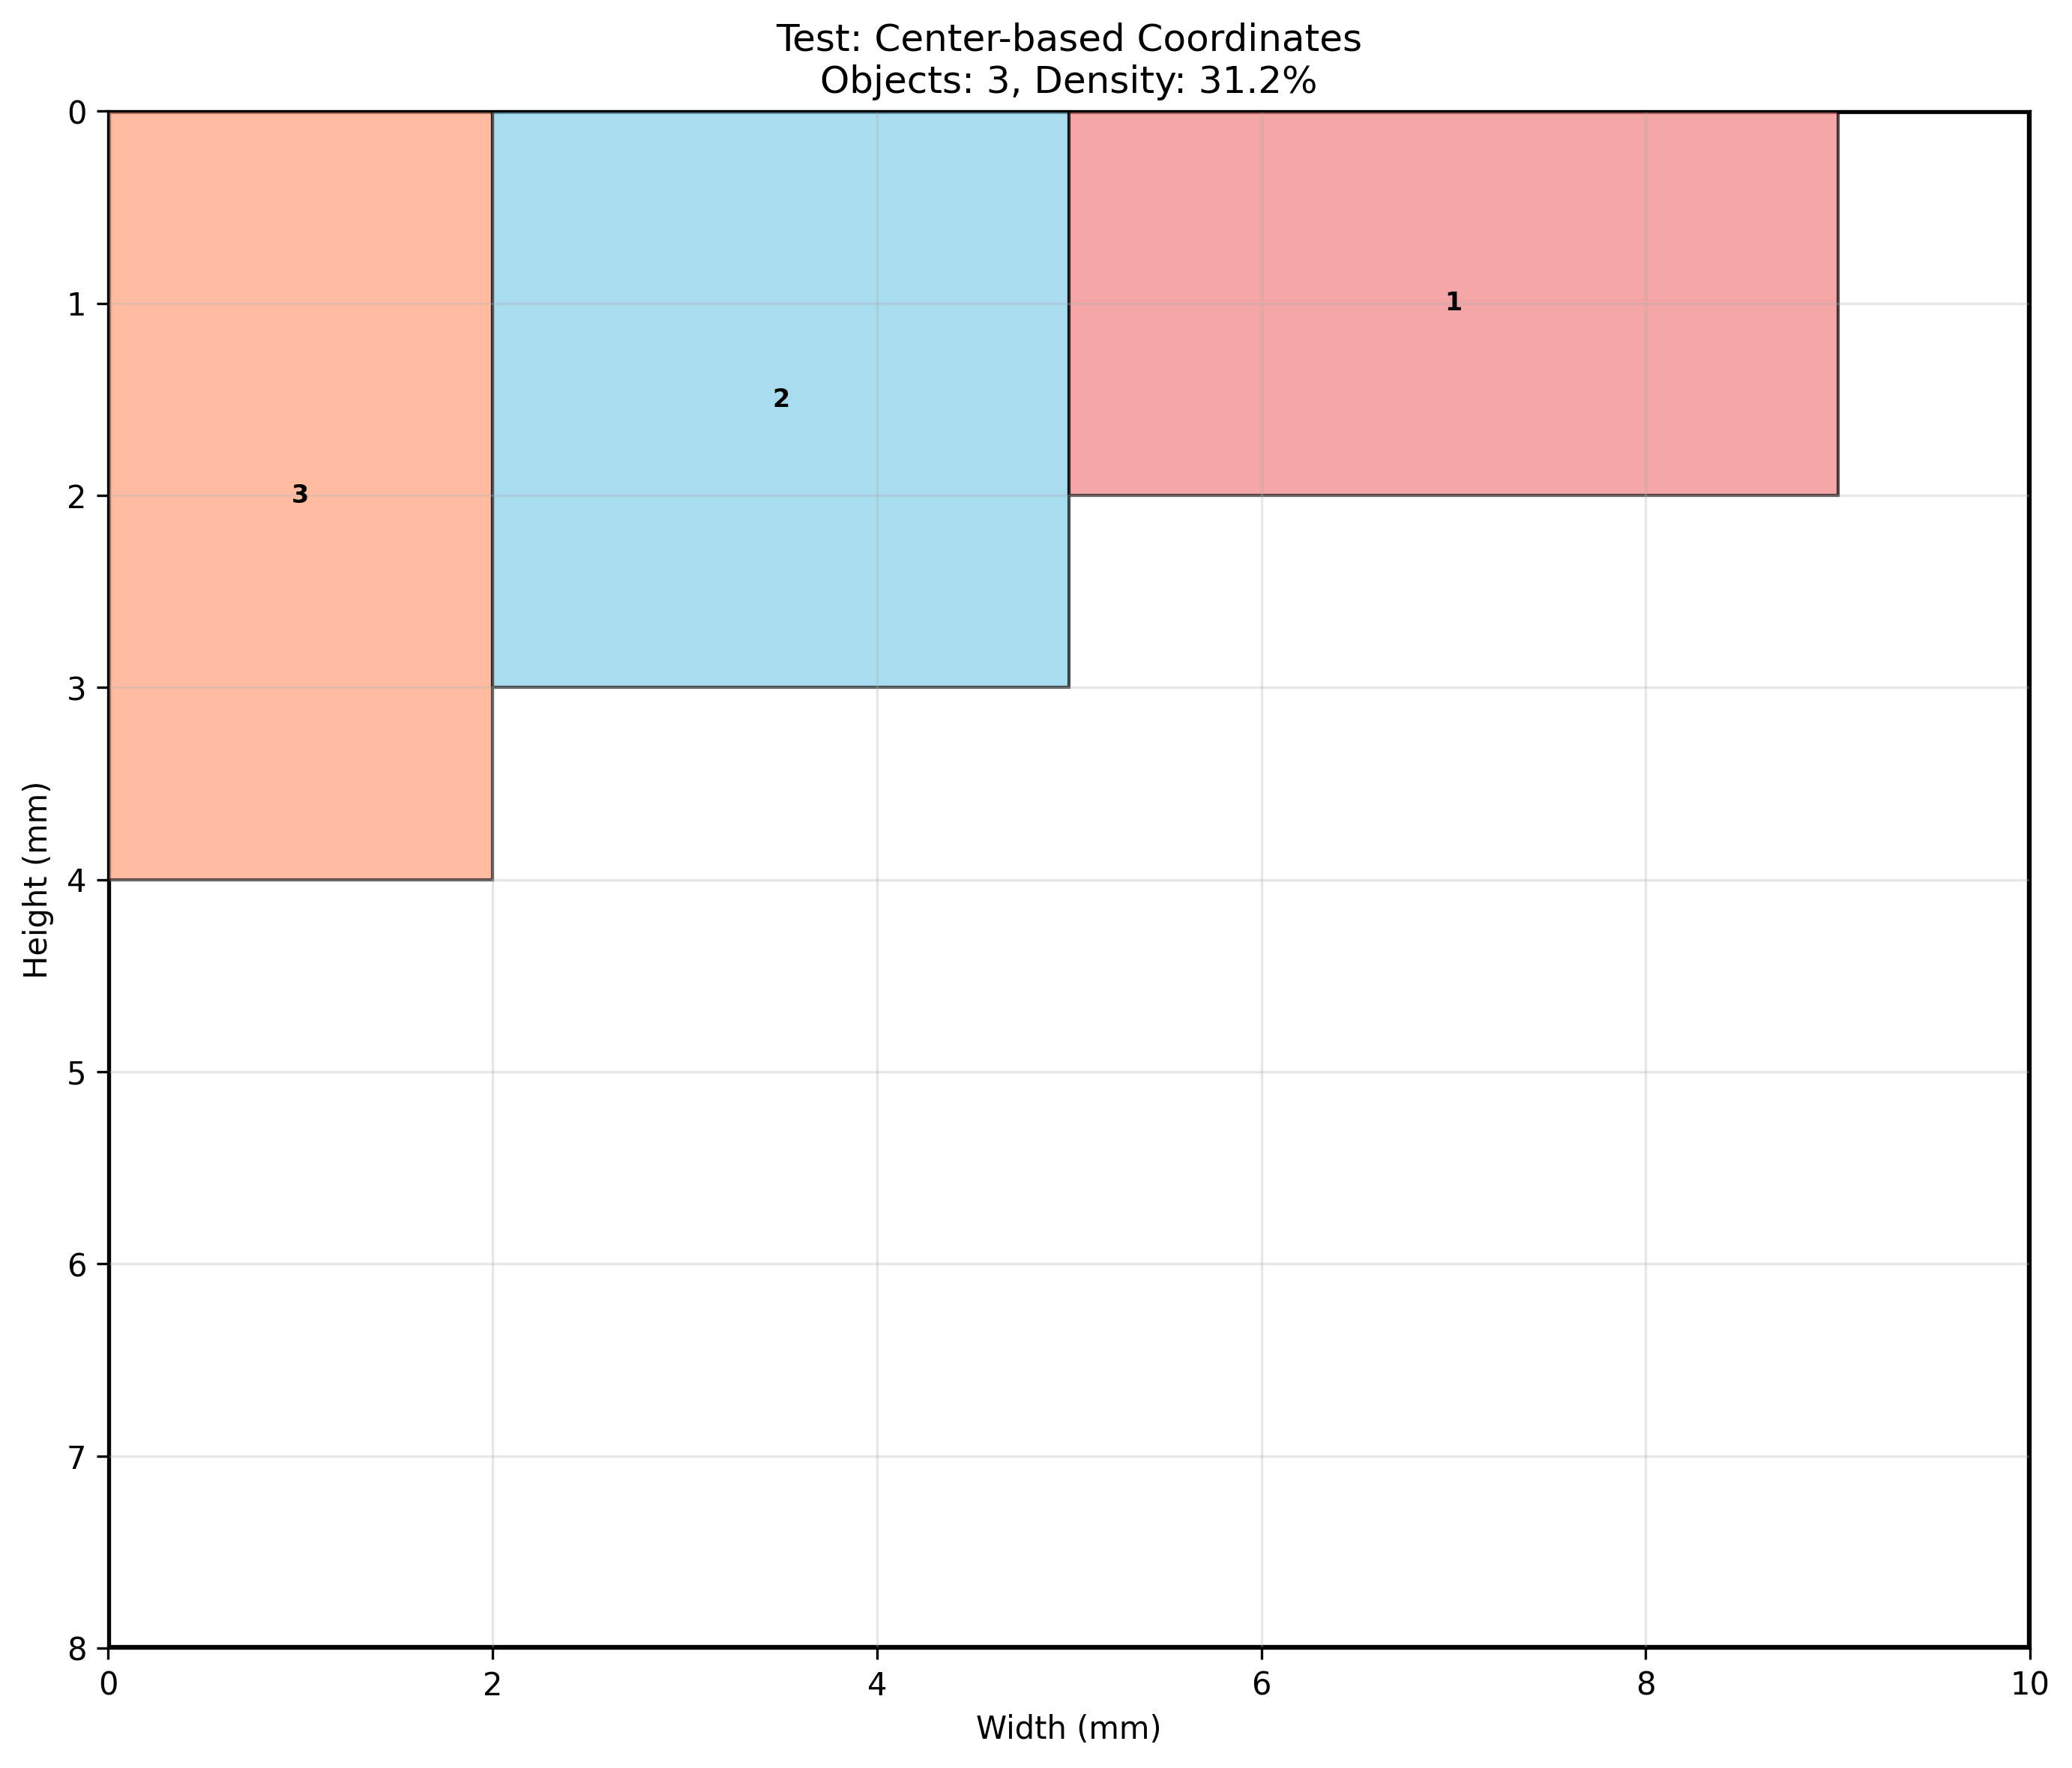 Test: Center-based Coordinates
Objects: 3, Density: 31.2%
0
1
1
2
2
3
3
4
5
6
7
8
Height (mm)
0 2 4 6 8 10
Width (mm)